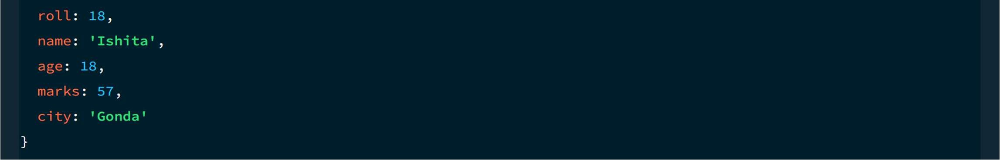 roll: 18,
name: 'Ishita',
age: 18,
marks: 57,
city: 'Gonda'
}